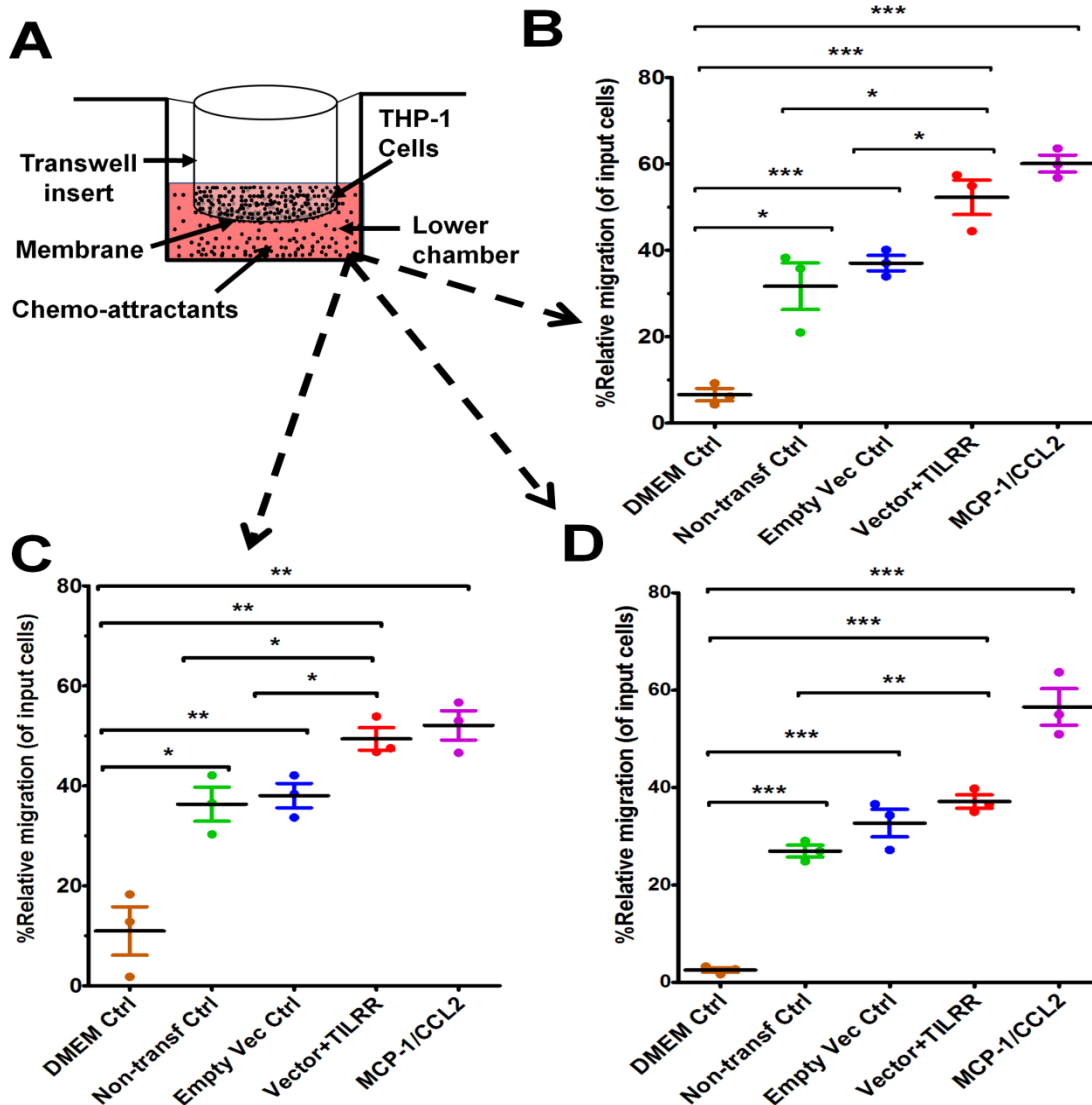 A
Transwell
insert
Membrane
Chemo-attractants
THP-1
Cells
Lower
chamber
B
%Relative migration (of input cells)
80
60
40
20
0
***
***
*
*
***
*
DMEM Ctrl
Non-transf Ctrl
Empty Vec Ctrl
Vector+TILRR
MCP-1/CCL2
C
%Relative migration (of input cells)
80
60
40
20
0
**
**
*
*
**
*
DMEM Ctrl
Non-transf Ctrl
Empty Vec Ctrl
Vector+TILRR
MCP-1/CCL2
D
%Relative migration (of input cells)
80
60
40
20
0
***
***
**
***
***
DMEM Ctrl
Non-transf Ctrl
Empty Vec Ctrl
Vector+TILRR
MCP-1/CCL2